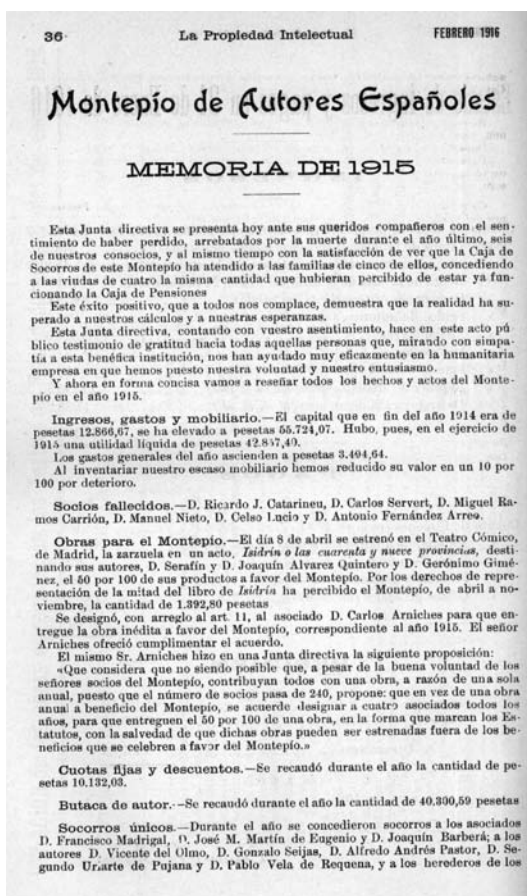 36
La Propiedad Intelectual
FEBRERO 1916
Montepío de Autores Españoles
MEMORIA DE 1915
Esta Junta directiva se presenta hoy ante sus queridos compañeros con el sen-
timiento de haber perdido, arrebatados por la muerte durante el año último, seis
de nuestros consocios, y al mismo tiempo con la satisfacción de ver que la Caja de
Socorros de este Montepío ha atendido a las familias de cinco de ellos, concediendo
a las viudas de cuatro la misma cantidad que hubieran percibido de estar ya fun-
cionando la Caja de Pensiones
Este éxito positivo, que a todos nos complace, demuestra que la realidad ha su-
perado a nuestros cálculos y a nuestras esperanzas.
Esta Junta directiva, contando con vuestro asentimiento, hace en este acto pú-
blico testimonio de gratitud hacia todas aquellas personas que, mirando con simpa-
tía a esta benéfica institución, nos han ayudado muy eficazmente en la humanitaria
empresa en que hemos puesto nuestra voluntad y nuestro entusiasmo.
Y ahora en forma concisa vamos a reseñar todos los hechos y actos del Monte-
pío en el año 1915.
Ingresos, gastos y mobiliario.—El capital que en fin del año 1914 era de
pesetas 12.866,67, se ha elevado a pesetas 55.724,07. Hubo, pues, en el ejercicio de
1915 una utilidad líquida de pesetas 42.857,40.
Los gastos generales del año ascienden a pesetas 3.494,64.
Al inventariar nuestro escaso mobiliario hemos reducido su valor en un 10 por
100 por deterioro.
Socios fallecidos.—D. Ricardo J. Catarineu, D. Carlos Servert, D. Miguel Ra-
mos Carrión, D. Manuel Nieto, D. Celso Lucio y D. Antonio Fernández Arreo.
Obras para el Montepío.—El día 8 de abril se estrenó en el Teatro Cómico,
de Madrid, la zarzuela en un acto, Isidrín o las cuarenta y nueve provincias, desti-
nando sus autores, D. Serafín y D. Joaquín Alvarez Quintero y D. Gerónimo Gimé-
nez, el 50 por 100 de sus productos a favor del Montepío. Por los derechos de repre-
sentación de la mitad del libro de Isidrín ha percibido el Montepío, de abril a no-
viembre, la cantidad de 1.392,80 pesetas
Se designó, con arreglo al art. 11, al asociado D. Carlos Arniches para que en-
tregue la obra inédita a favor del Montepío, correspondiente al año 1915. El señor
Arniches ofreció cumplimentar el acuerdo.
El mismo Sr. Arniches hizo en una Junta directiva la siguiente proposición:
«Que considera que no siendo posible que, a pesar de la buena voluntad de los
señores socios del Montepío, contribuyan todos con una obra, a razón de una sola
anual, puesto que el número de socios pasa de 240, propone: que en vez de una obra
anual a beneficio del Montepío, se acuerde designar a cuatro asociados todos los
años, para que entreguen el 50 por 100 de una obra, en la forma que marcan los Es-
tatutos, con la salvedad de que dichas obras pueden ser estrenadas fuera de los be-
neficios que se celebren a favor del Montepío.»
Cuotas fijas y descuentos.—Se recaudó durante el año la cantidad de pe-
setas 10.132,03.
Butaca de autor.—Se recaudó durante el año la cantidad de 40.300,59 pesetas
Socorros únicos.—Durante el año se concedieron socorros a los asociados
D. Francisco Madrigal, D. José M. Martín de Eugenio y D. Joaquín Barberá; a los
autores D. Vicente del Olmo, D. Gonzalo Seijas, D. Alfredo Andrés Pastor, D. Se-
gundo Uriarte de Pujana y D. Pablo Vela de Requena, y a los herederos de los